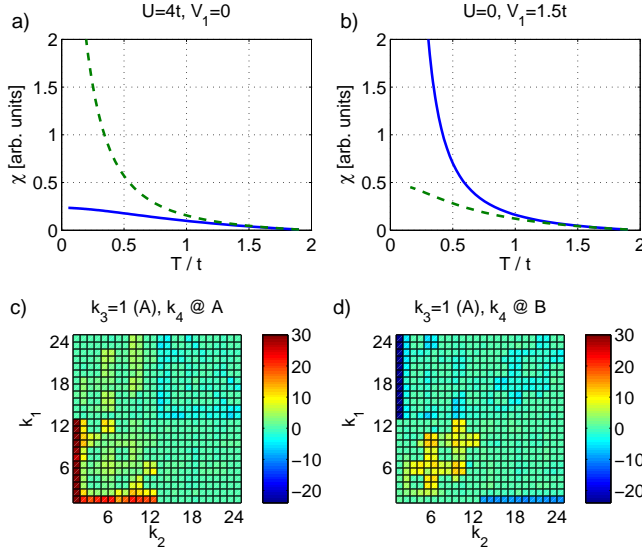 a) U=4t, V₁=0
χ [arb. units]
2
1.5
1
0.5
0
0 0.5 1 1.5 2
T / t
b) U=0, V₁=1.5t
χ [arb. units]
2
1.5
1
0.5
0
0 0.5 1 1.5 2
T / t
c) k₃=1 (A), k₄ @ A
k₁
24
18
12
6
6 12 18 24
k₂
30
20
10
0
−10
−20
d) k₃=1 (A), k₄ @ B
k₁
24
18
12
6
6 12 18 24
k₂
30
20
10
0
−10
−20